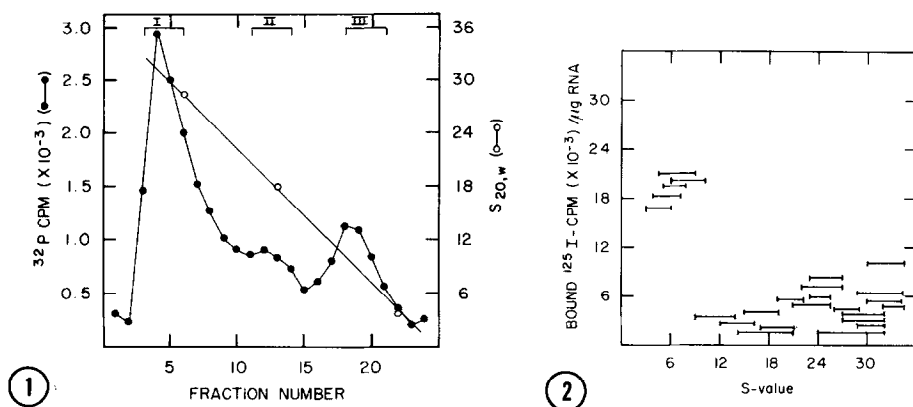 I II III
3.0
2.5
2.0
1.5
1.0
0.5
³²P CPM (X10⁻³) (●—●)
36
30
24
18
12
6
S20,w (○—○)
5 10 15 20
FRACTION NUMBER
1
30
24
18
12
6
BOUND ¹²⁵I-CPM (X10⁻³)/μg RNA
6 12 18 24 30
S-value
2